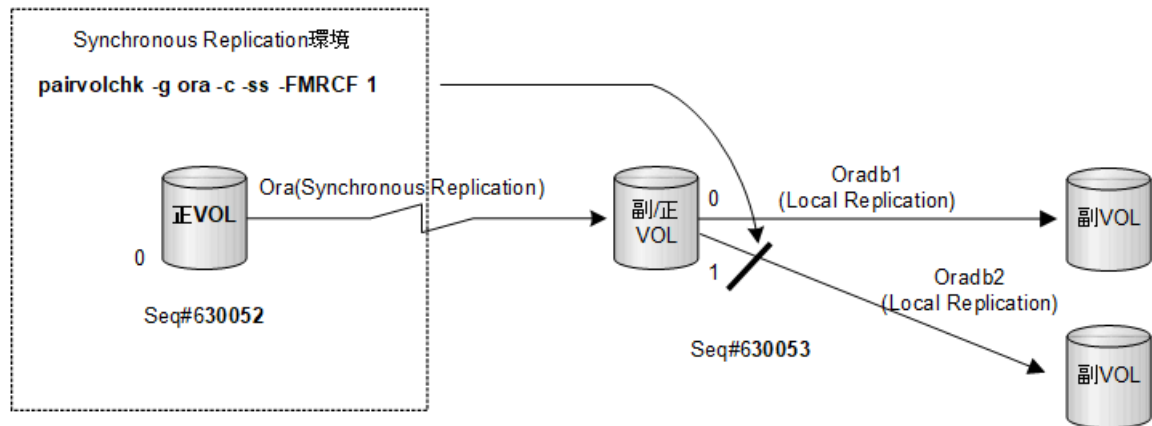 Synchronous Replication環境
pairvolchk -g ora -c -ss -FMRCF 1
Ora(Synchronous Replication)
正VOL
0
Seq#630052
副/正
VOL
0
1
Seq#630053
Oradb1
(Local Replication)
副VOL
Oradb2
(Local Replication)
副VOL